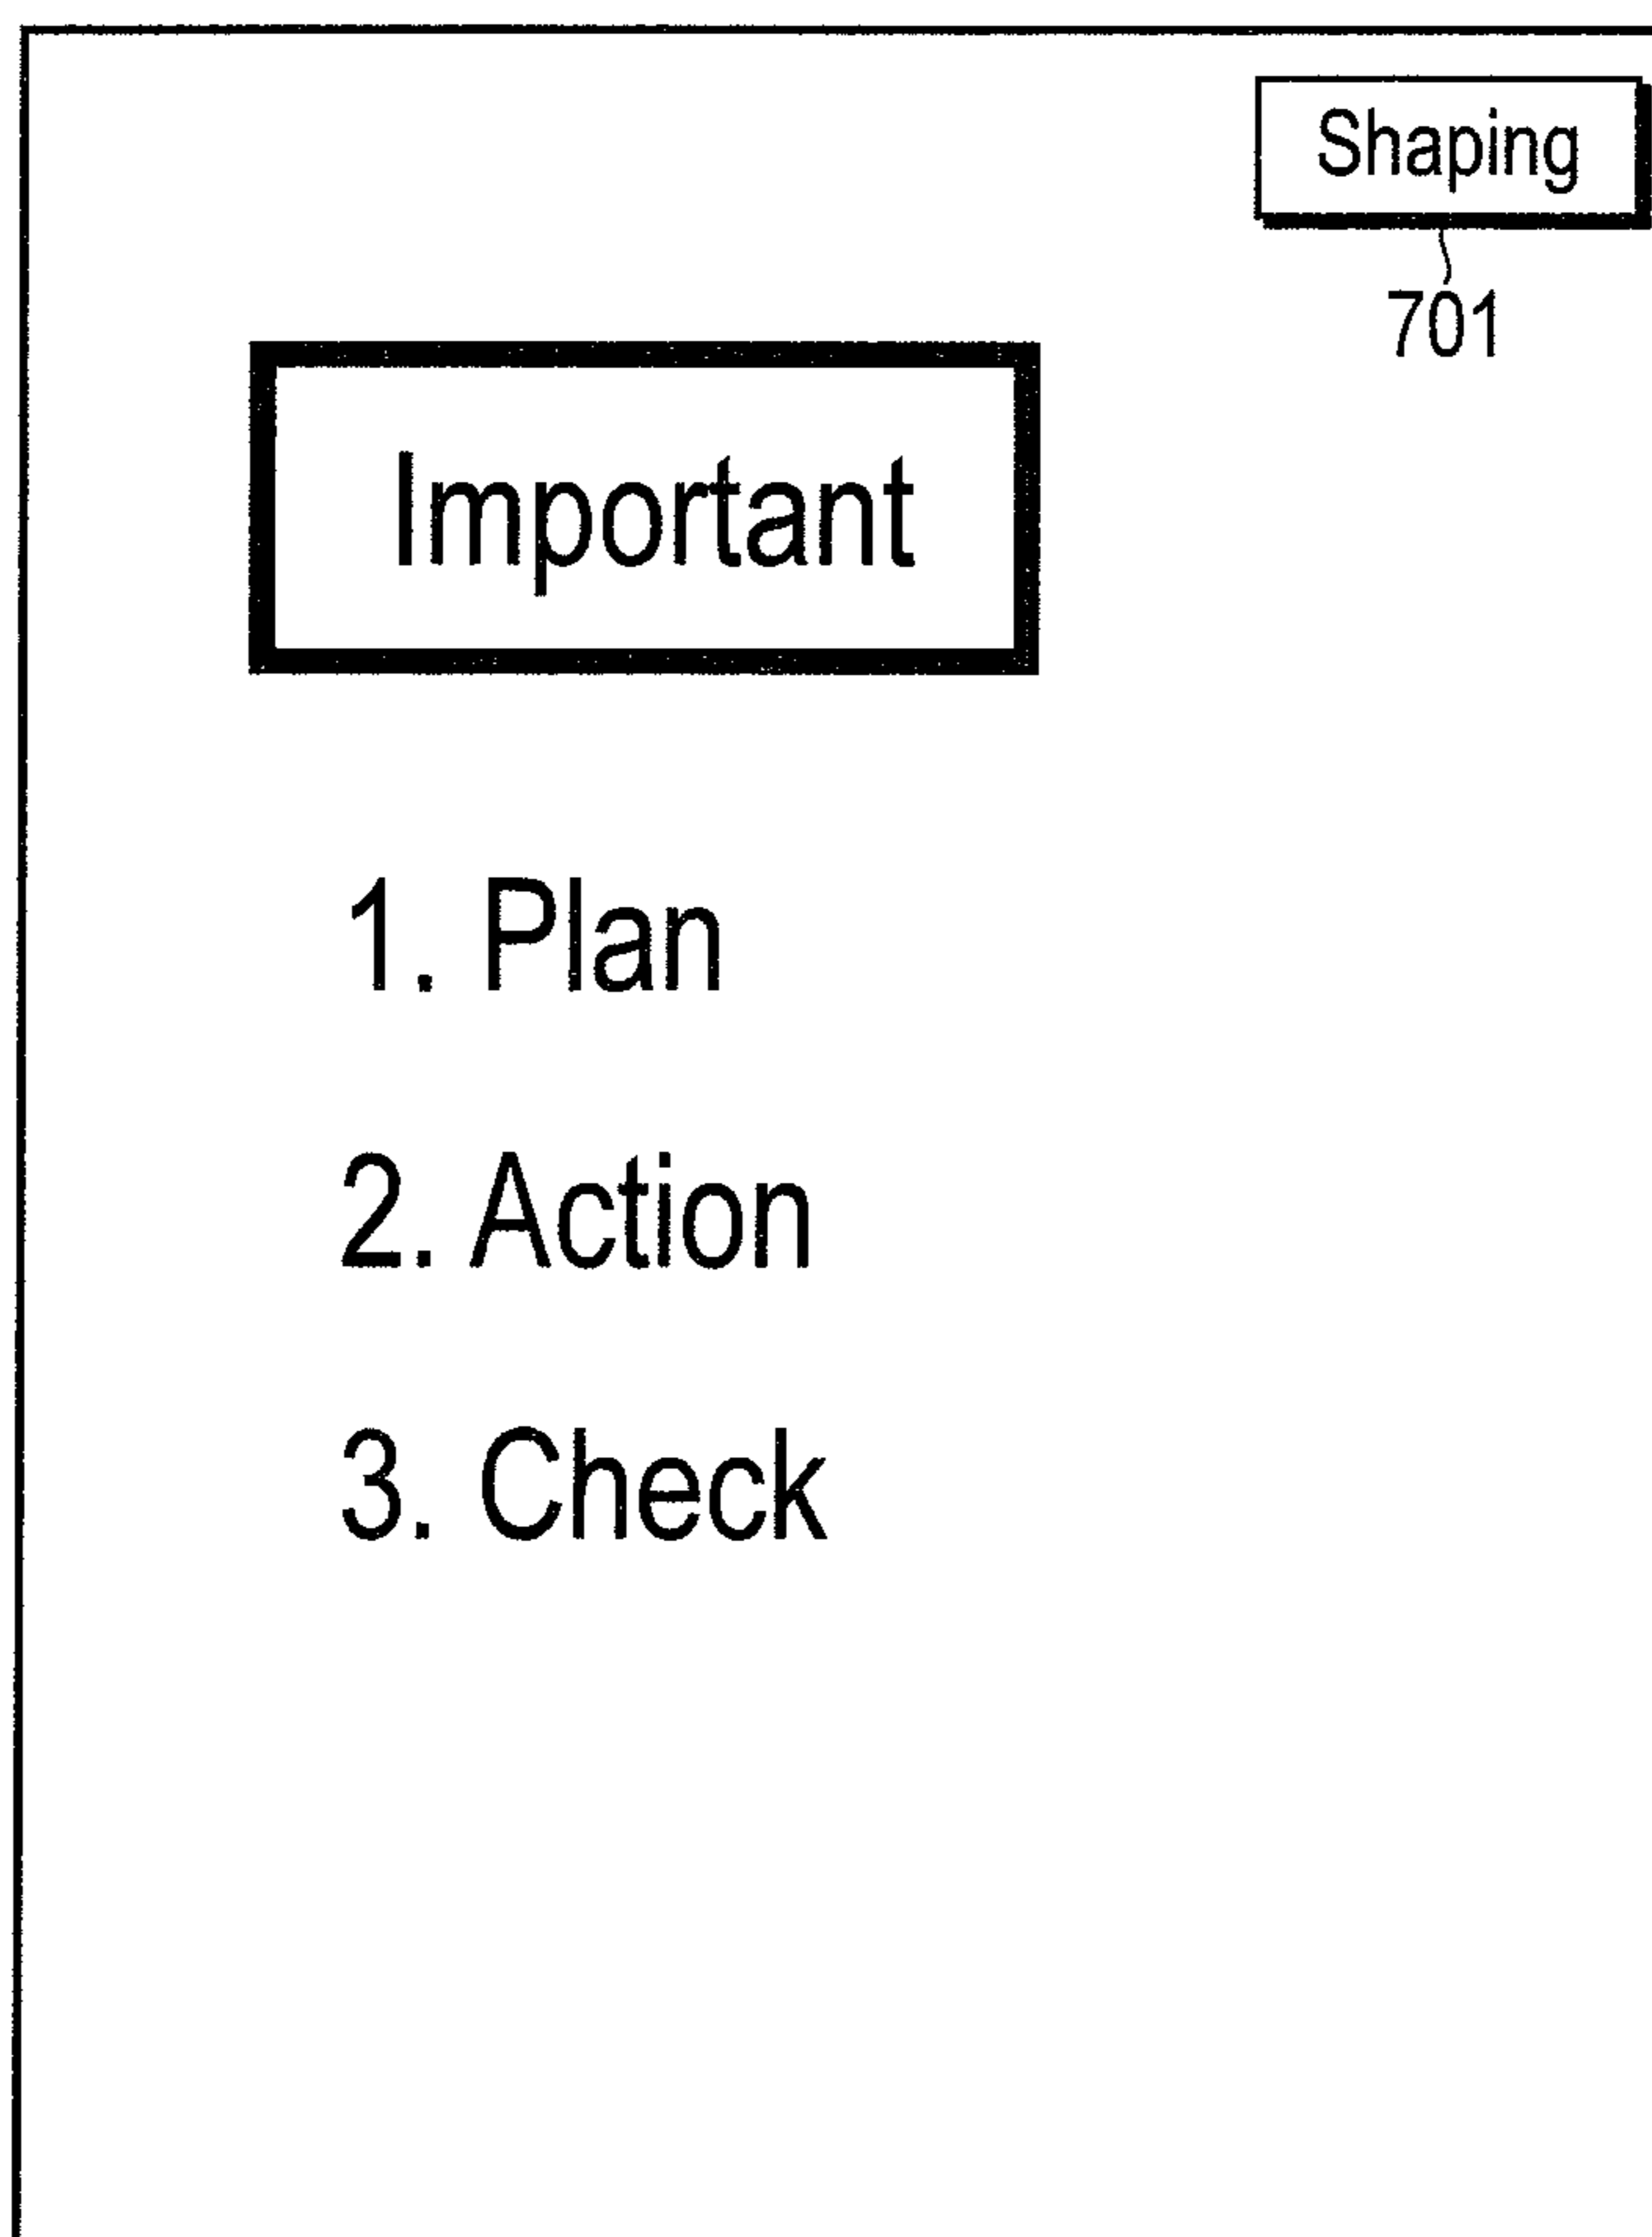 Shaping
701
Important
1. Plan
2. Action
3. Check